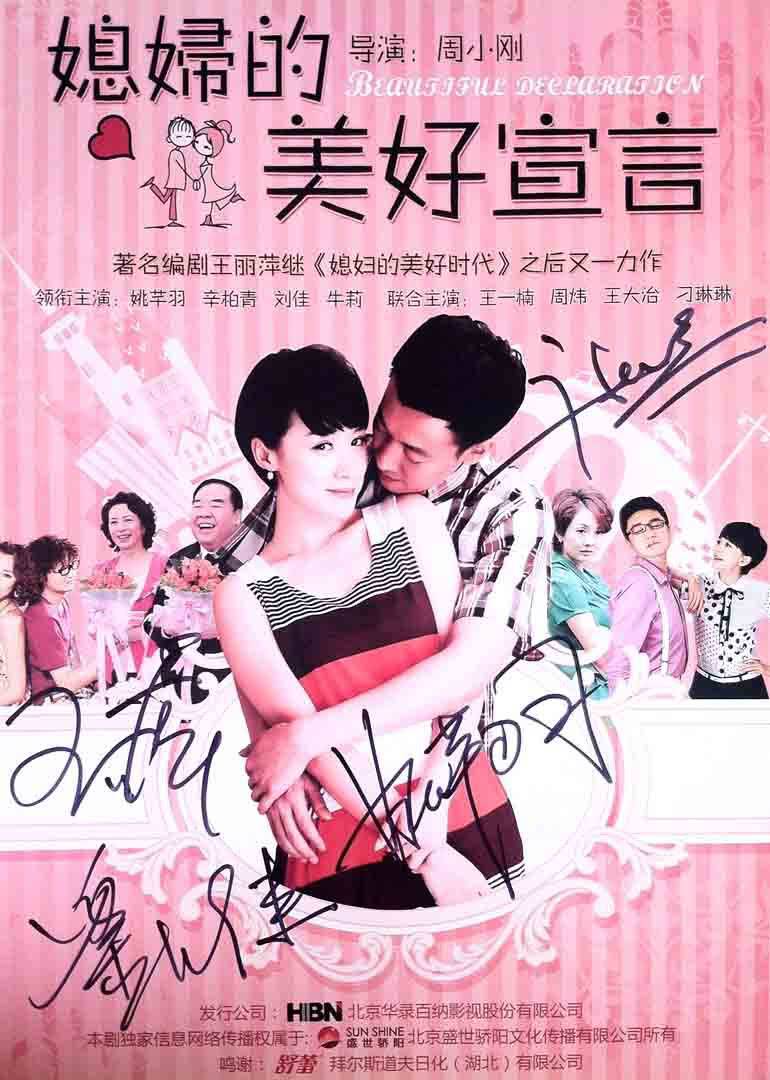 媳婦的
导演：周小刚
BEAUTIFUL DECLARATION
美好宣言
著名编剧王丽萍继《媳妇的美好时代》之后又一力作
领衔主演：姚芊羽 辛柏青 刘佳 牛莉 联合主演：王一楠 周炜 王大治 刁琳琳
发行公司：HBN 北京华录百纳影视股份有限公司
本剧独家信息网络传播权属于：SUN SHINE 盛世骄阳 北京盛世骄阳文化传播有限公司所有
鸣谢：舒蕾 拜尔斯道夫日化（湖北）有限公司